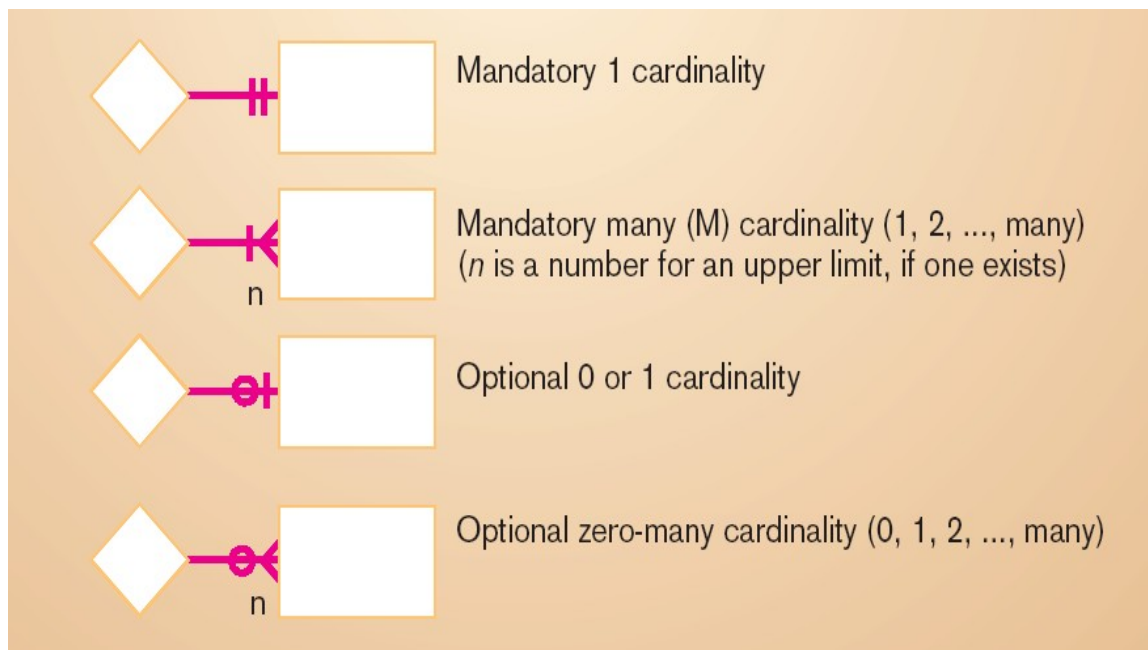 Mandatory 1 cardinality
Mandatory many (M) cardinality (1, 2, ..., many)
(n is a number for an upper limit, if one exists)
n
Optional 0 or 1 cardinality
Optional zero-many cardinality (0, 1, 2, ..., many)
n